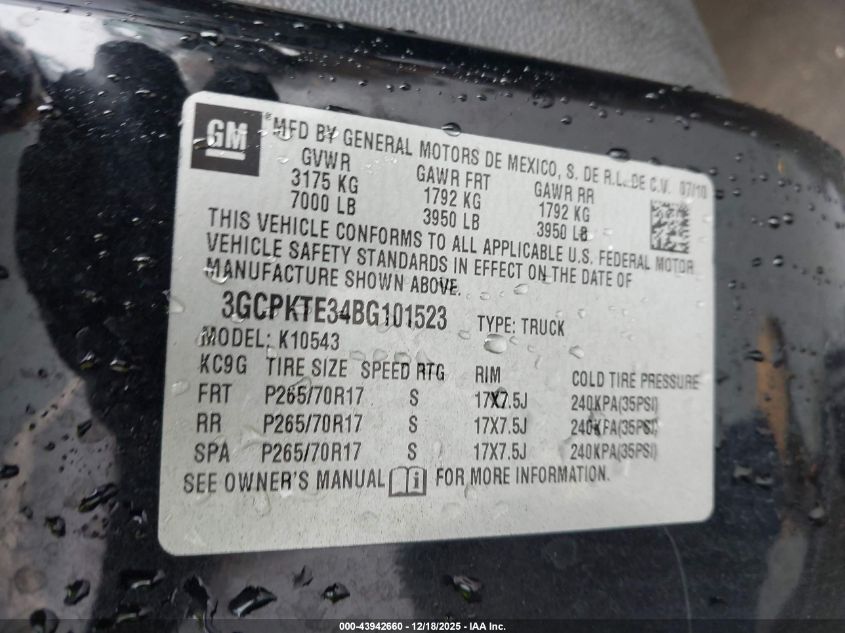 GM
® MFD BY GENERAL MOTORS DE MEXICO, S. DE R.L. DE C.V. 07/10
GVWR GAWR FRT GAWR RR
3175 KG 1792 KG 1792 KG
7000 LB 3950 LB 3950 LB
THIS VEHICLE CONFORMS TO ALL APPLICABLE U.S. FEDERAL MOTOR
VEHICLE SAFETY STANDARDS IN EFFECT ON THE DATE OF
MANUFACTURE SHOWN ABOVE.
3GCPKTE34BG101523 TYPE: TRUCK
MODEL: K10543
KC9G TIRE SIZE SPEED RTG RIM COLD TIRE PRESSURE
FRT P265/70R17 S 17X7.5J 240KPA(35PSI)
RR P265/70R17 S 17X7.5J 240KPA(35PSI)
SPA P265/70R17 S 17X7.5J 240KPA(35PSI)
SEE OWNER'S MANUAL FOR MORE INFORMATION.
000-43942660 - 12/18/2025 - IAA Inc.